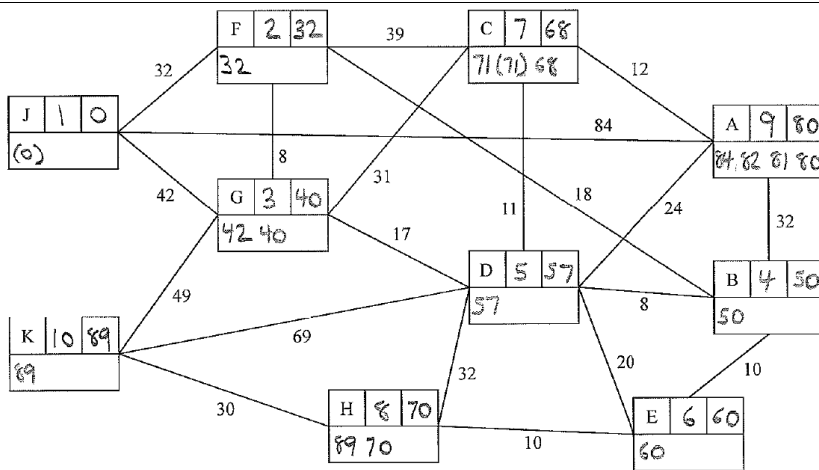 F 2 32
32
C 7 68
71 (71) 68
39
32
12
J 1 0
(0)
84
A 9 80
84, 82 81 80
8
42
G 3 40
42 40
31
18
11
24
32
17
D 5 57
57
B 4 50
50
8
49
69
K 10 89
89
32
20
10
30
H 8 70
89 70
10
E 6 60
60